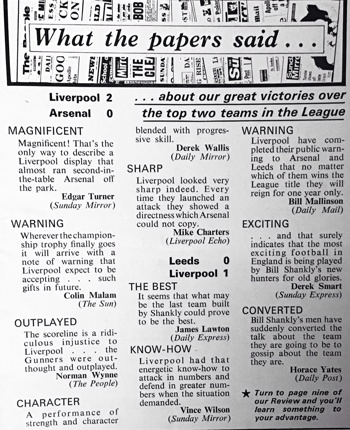 What the papers said . . .
Liverpool 2
Arsenal 0
. . . about our great victories over
the top two teams in the League
MAGNIFICENT
Magnificent! That's the
only way to describe a
Liverpool display that
almost ran second-in-
the-table Arsenal off
the park.
Edgar Turner
(Sunday Mirror)
WARNING
Wherever the champion-
ship trophy finally goes
it will arrive with a
note of warning that
Liverpool expect to be
accepting . . . such
gifts in future.
Colin Malam
(The Sun)
OUTPLAYED
The scoreline is a ridi-
culous injustice to
Liverpool . . . the
Gunners were out-
thought and outplayed.
Norman Wynne
(The People)
CHARACTER
A performance of
strength and character
blended with progres-
sive skill.
Derek Wallis
(Daily Mirror)
SHARP
Liverpool looked very
sharp indeed. Every
time they launched an
attack they showed a
directness which Arsenal
could not copy.
Mike Charters
(Liverpool Echo)
Leeds 0
Liverpool 1
THE BEST
It seems that what may
be the last team built
by Shankly could prove
to be the best.
James Lawton
(Daily Express)
KNOW-HOW
Liverpool had that
energetic know-how to
attack in numbers and
defend in greater num-
bers when the situation
demanded.
Vince Wilson
(Sunday Mirror)
WARNING
Liverpool have com-
pleted their public warn-
ing to Arsenal and
Leeds that no matter
which of them wins the
League title they will
reign for one year only.
Bill Mallinson
(Daily Mail)
EXCITING
. . . and that surely
indicates that the most
exciting football in
England is being played
by Bill Shankly's new
hunters for old glories.
Derek Smart
(Sunday Express)
CONVERTED
Bill Shankly's men have
suddenly converted the
talk about the team
they are going to be to
gossip about the team
they are.
Horace Yates
(Daily Post)
★ Turn to page nine of
our Review and you'll
learn something to
your advantage.